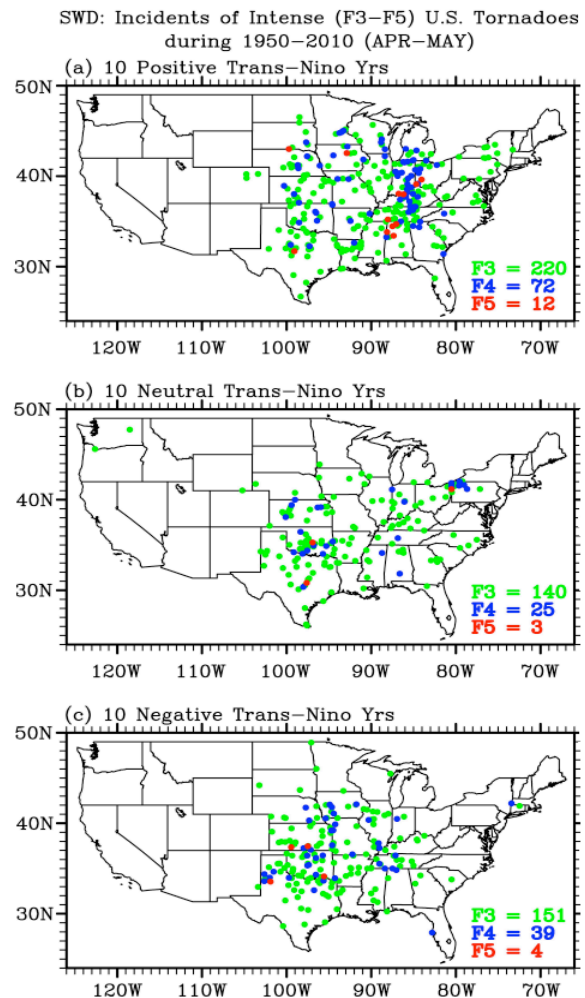 SWD: Incidents of Intense (F3−F5) U.S. Tornadoes
during 1950−2010 (APR−MAY)
(a) 10 Positive Trans−Nino Yrs
50N
40N
30N
F3 = 220
F4 = 72
F5 = 12
120W 110W 100W 90W 80W 70W
(b) 10 Neutral Trans−Nino Yrs
50N
40N
30N
F3 = 140
F4 = 25
F5 = 3
120W 110W 100W 90W 80W 70W
(c) 10 Negative Trans−Nino Yrs
50N
40N
30N
F3 = 151
F4 = 39
F5 = 4
120W 110W 100W 90W 80W 70W